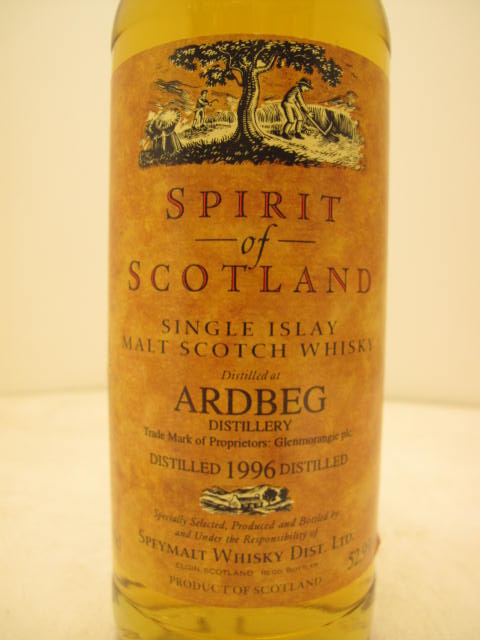 SPIRIT
of
SCOTLAND
SINGLE ISLAY
MALT SCOTCH WHISKY
Distilled at
ARDBEG
DISTILLERY
Trade Mark of Proprietors: Glenmorangie plc
DISTILLED 1996 DISTILLED
Specially Selected, Produced and Bottled by
and Under the Responsibility of
SPEYMALT WHISKY DIST. LTD.
ELGIN, SCOTLAND REGD. BOTTLER
PRODUCT OF SCOTLAND